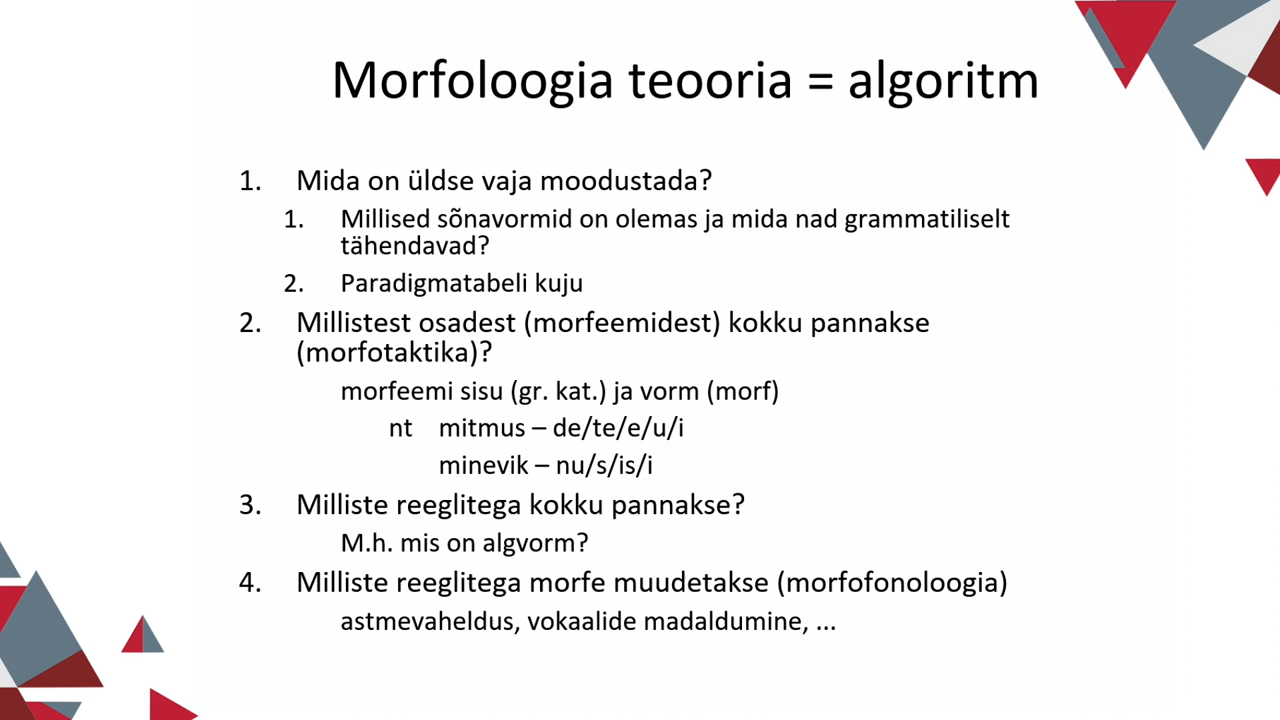 Morfoloogia teooria = algoritm
1. Mida on üldse vaja moodustada?
1. Millised sõnavormid on olemas ja mida nad grammatiliselt
tähendavad?
2. Paradigmatabeli kuju
2. Millistest osadest (morfeemidest) kokku pannakse
(morfotaktika)?
morfeemi sisu (gr. kat.) ja vorm (morf)
nt mitmus – de/te/e/u/i
minevik – nu/s/is/i
3. Milliste reeglitega kokku pannakse?
M.h. mis on algvorm?
4. Milliste reeglitega morfe muudetakse (morfofonoloogia)
astmevaheldus, vokaalide madaldumine, ...